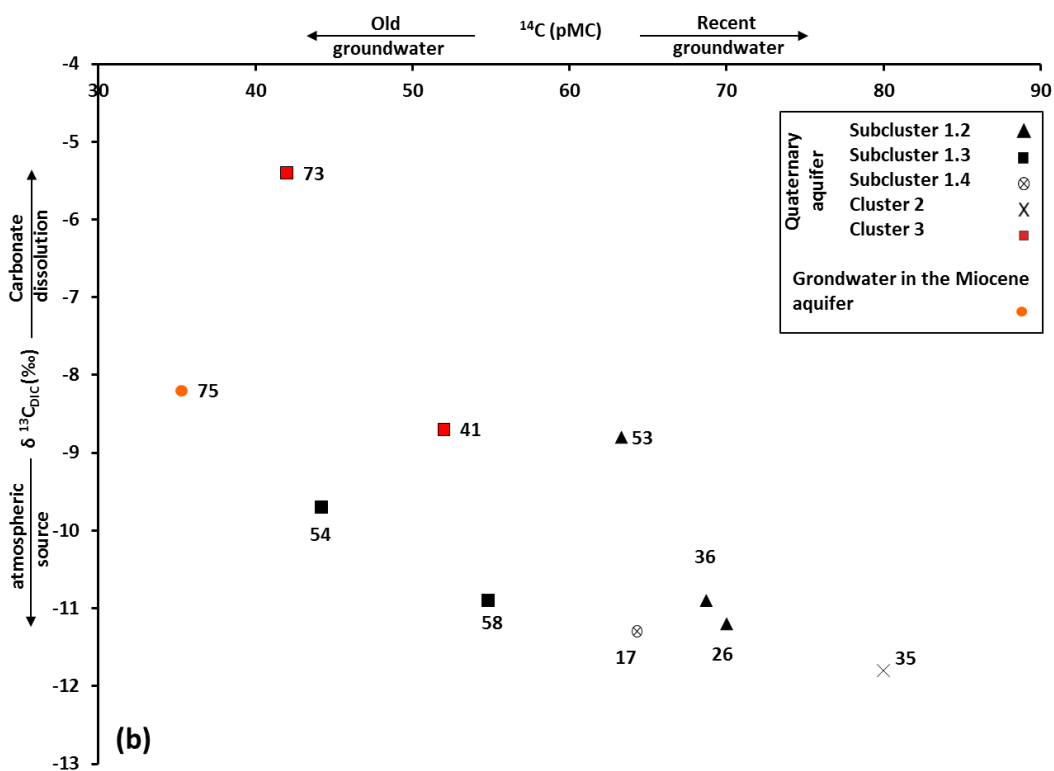 Old
groundwater
¹⁴C (pMC)
Recent
groundwater
-4
-5
-6
-7
-8
-9
-10
-11
-12
-13
30
40
50
60
70
80
90
Carbonate
dissolution
δ ¹³C_DIC (‰)
atmospheric
source
73
75
41
53
54
36
58
17
26
35
Quaternary
aquifer
Subcluster 1.2
Subcluster 1.3
Subcluster 1.4
Cluster 2
Cluster 3
Grondwater in the Miocene
aquifer
(b)